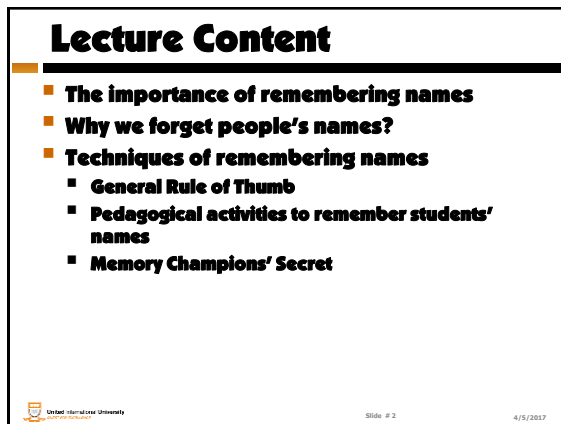 Lecture Content
The importance of remembering names
Why we forget people's names?
Techniques of remembering names
General Rule of Thumb
Pedagogical activities to remember students'
names
Memory Champions' Secret
United International University
Slide # 2
4/5/2017